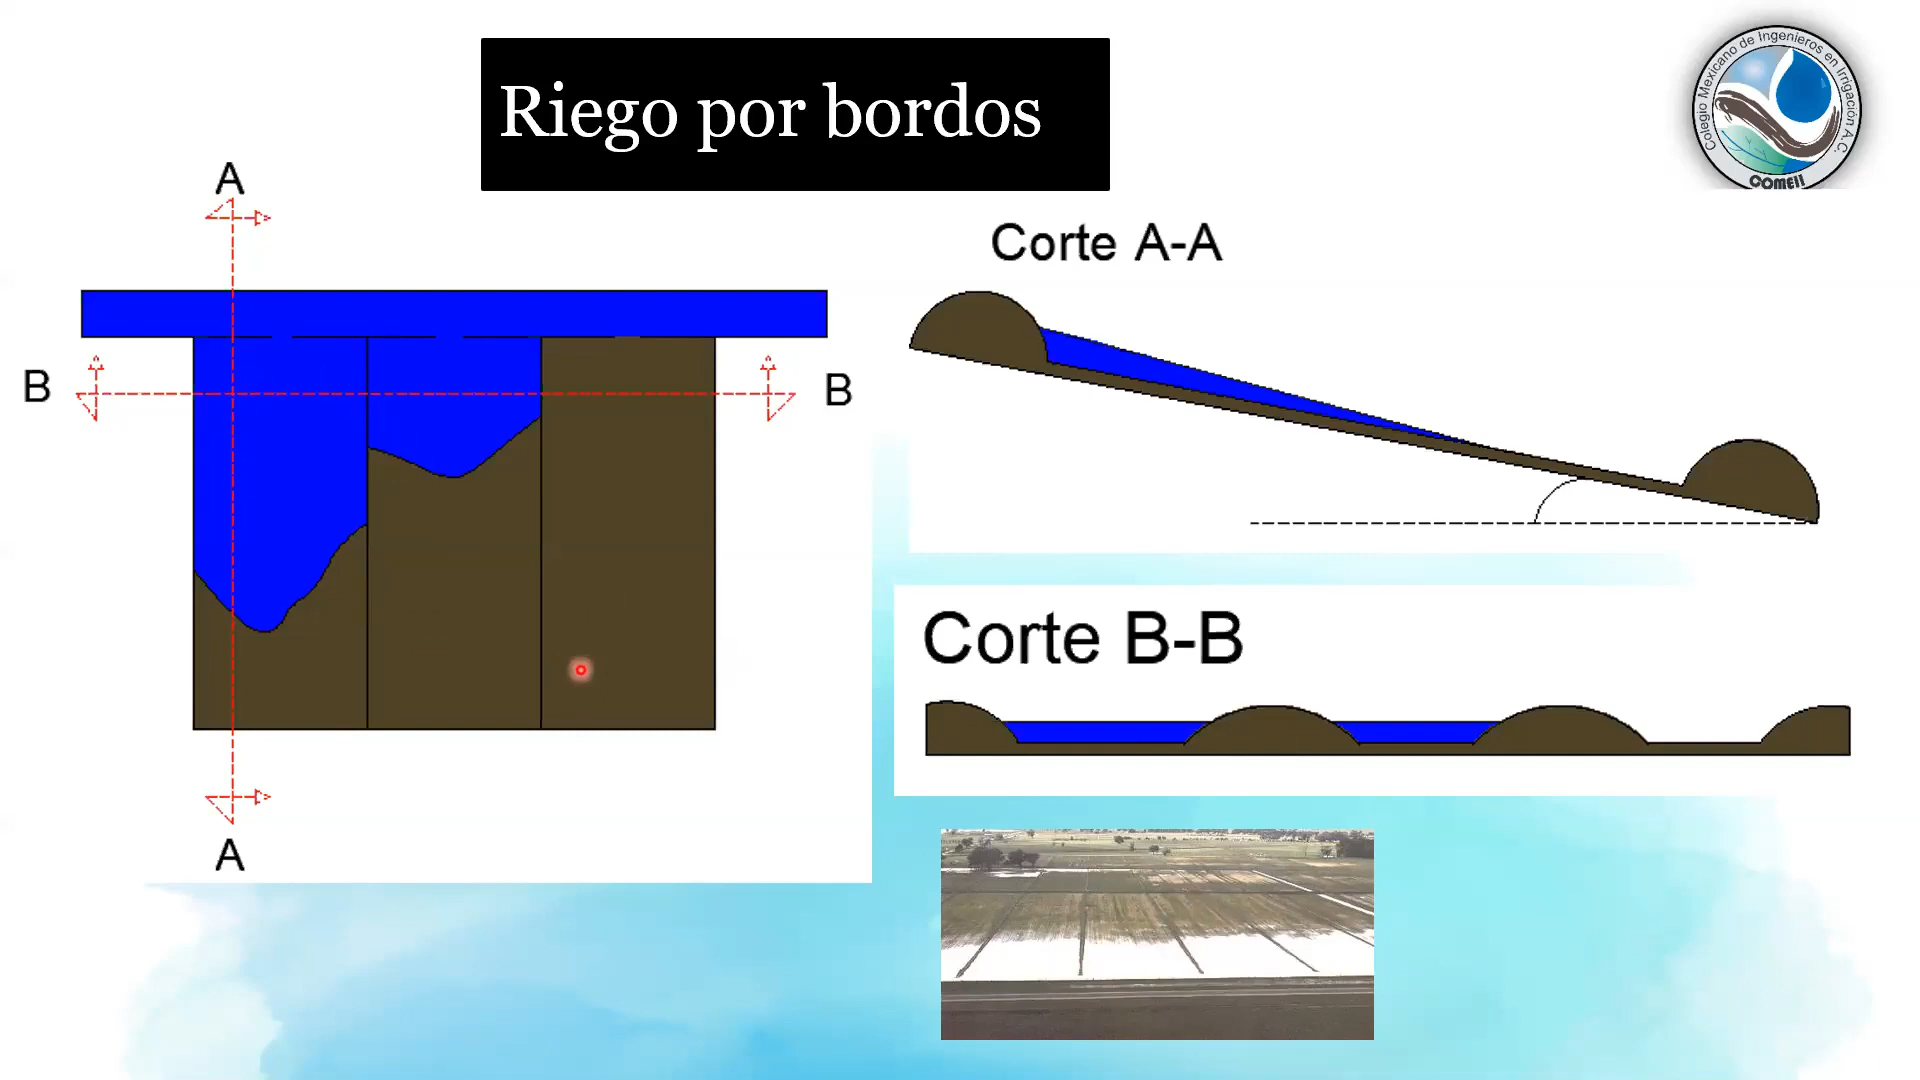 Riego por bordos
Colegio Mexicano de Ingenieros en Irrigación A.C.
COMEII
A
Corte A-A
B
B
Corte B-B
A